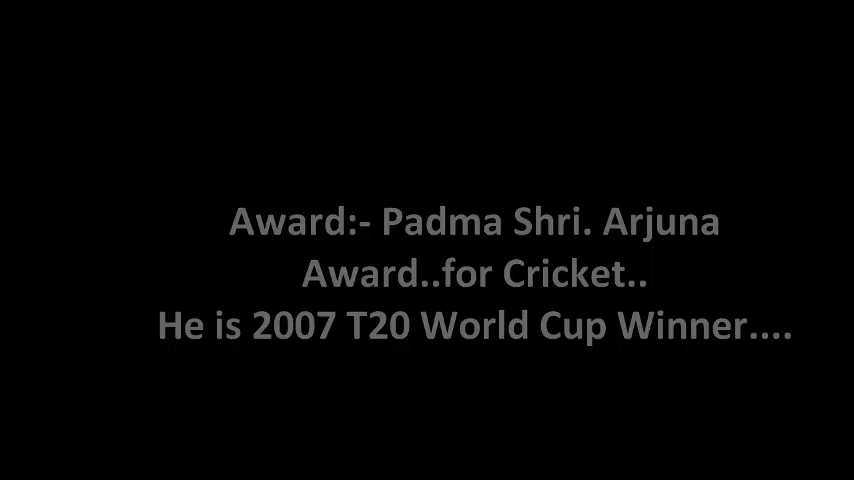 Award:- Padma Shri. Arjuna
Award..for Cricket..
He is 2007 T20 World Cup Winner....